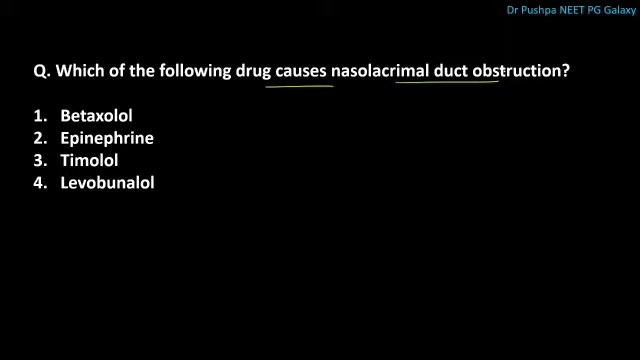 Dr Pushpa NEET PG Galaxy
Q. Which of the following drug causes nasolacrimal duct obstruction?
1. Betaxolol
2. Epinephrine
3. Timolol
4. Levobunalol